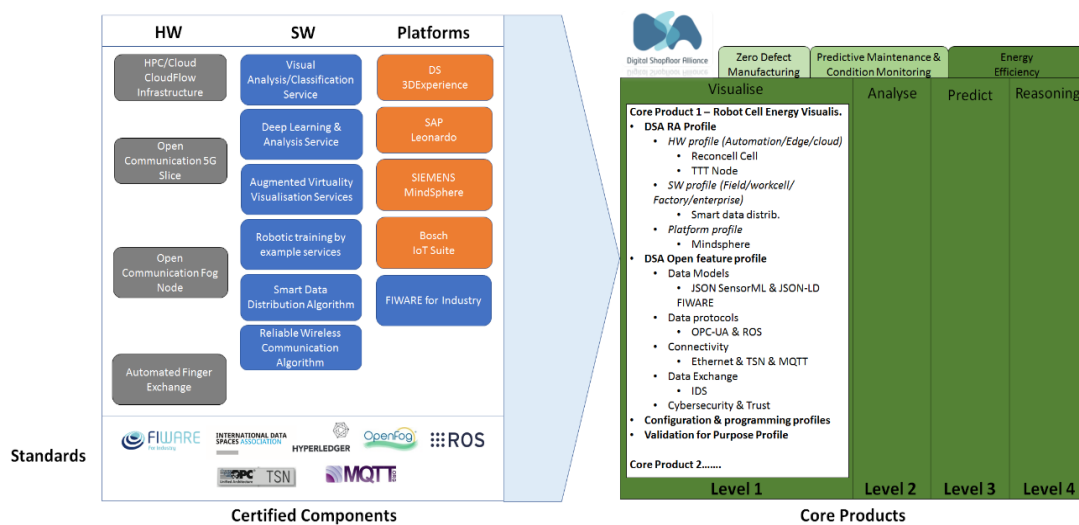 HW
SW
Platforms
HPC/Cloud
CloudFlow
Infrastructure
Open
Communication 5G
Slice
Open
Communication Fog
Node
Automated Finger
Exchange
Visual
Analysis/Classification
Service
Deep Learning &
Analysis Service
Augmented Virtuality
Visualisation Services
Robotic training by
example services
Smart Data
Distribution Algorithm
Reliable Wireless
Communication
Algorithm
DS
3DExperience
SAP
Leonardo
SIEMENS
MindSphere
Bosch
IoT Suite
FIWARE for Industry
Standards
FIWARE
For Industry
INTERNATIONAL DATA
SPACES ASSOCIATION
HYPERLEDGER
OpenFog
ROS
OPC
TSN
MQTT
.ORG
Certified Components
DSA
Digital Shopfloor Alliance
Zero Defect
Manufacturing
Predictive Maintenance &
Condition Monitoring
Energy
Efficiency
Visualise
Analyse
Predict
Reasoning
Core Product 1 – Robot Cell Energy Visualis.
• DSA RA Profile
• HW profile (Automation/Edge/cloud)
• Reconcell Cell
• TTT Node
• SW profile (Field/workcell/
Factory/enterprise)
• Smart data distrib.
• Platform profile
• Mindsphere
• DSA Open feature profile
• Data Models
• JSON SensorML & JSON-LD
FIWARE
• Data protocols
• OPC-UA & ROS
• Connectivity
• Ethernet & TSN & MQTT
• Data Exchange
• IDS
• Cybersecurity & Trust
• Configuration & programming profiles
• Validation for Purpose Profile
Core Product 2.......
Level 1
Level 2
Level 3
Level 4
Core Products